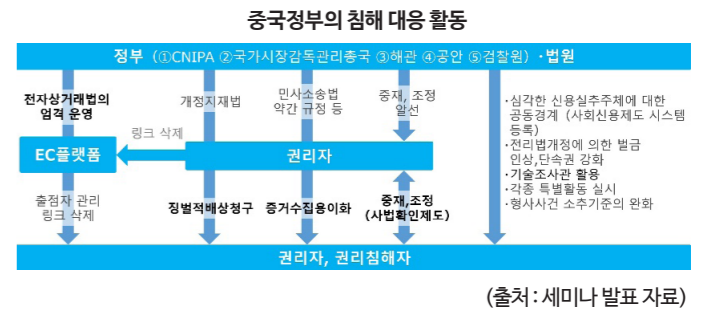 중국정부의 침해 대응 활동
정부 (①CNIPA ②국가시장감독관리총국 ③해관 ④공안 ⑤검찰원) ·법원
전자상거래법의
엄격 운영
개정지재법
민사소송법
약간 규정 등
중재, 조정
알선
·심각한 신용실추주체에 대한
공동경계 (사회신용제도 시스템
등록)
·전리법개정에 의한 벌금
인상,단속권 강화
·기술조사관 활용
·각종 특별활동 실시
·형사사건 소추기준의 완화
링크 삭제
EC플랫폼
권리자
출점자 관리
링크 삭제
징벌적배상청구
증거수집용이화
중재,조정
(사법확인제도)
권리자, 권리침해자
(출처 : 세미나 발표 자료)